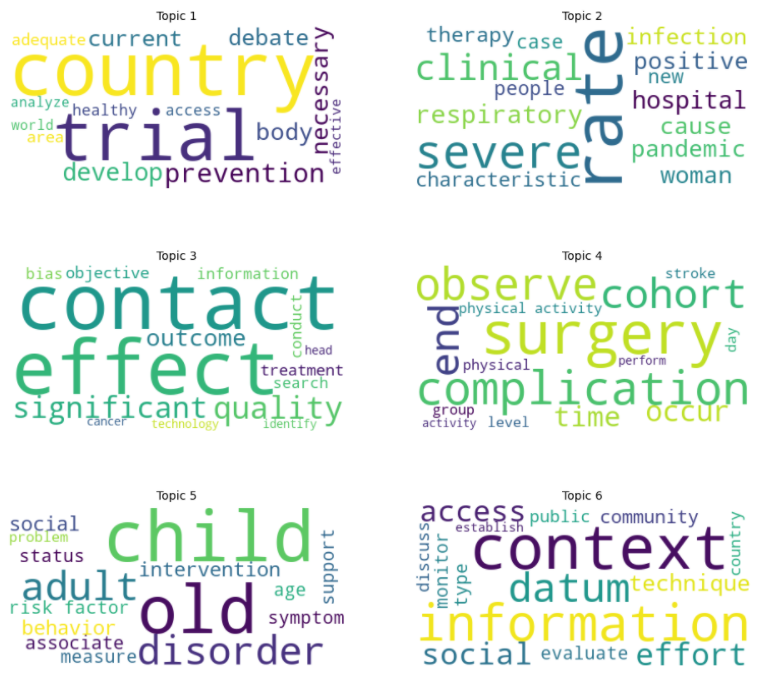 Topic 1
adequate current debate
country
analyze healthy access necessary
world trial body effective
area
develop prevention
Topic 2
therapy case rate infection
clinical positive
people new
respiratory hospital
severe cause
pandemic
characteristic woman
Topic 3
bias objective information
contact
outcome conduct
effect head
treatment
search
significant quality
cancer technology identify
Topic 4
observe stroke
cohort
end physical activity
surgery day
physical perform
complication
group time occur
activity level
Topic 5
social child
problem
status intervention support
adult age
risk factor old symptom
behavior
associate disorder
measure
Topic 6
access public community
establish
discuss monitor type context country
datum technique
information
social evaluate effort